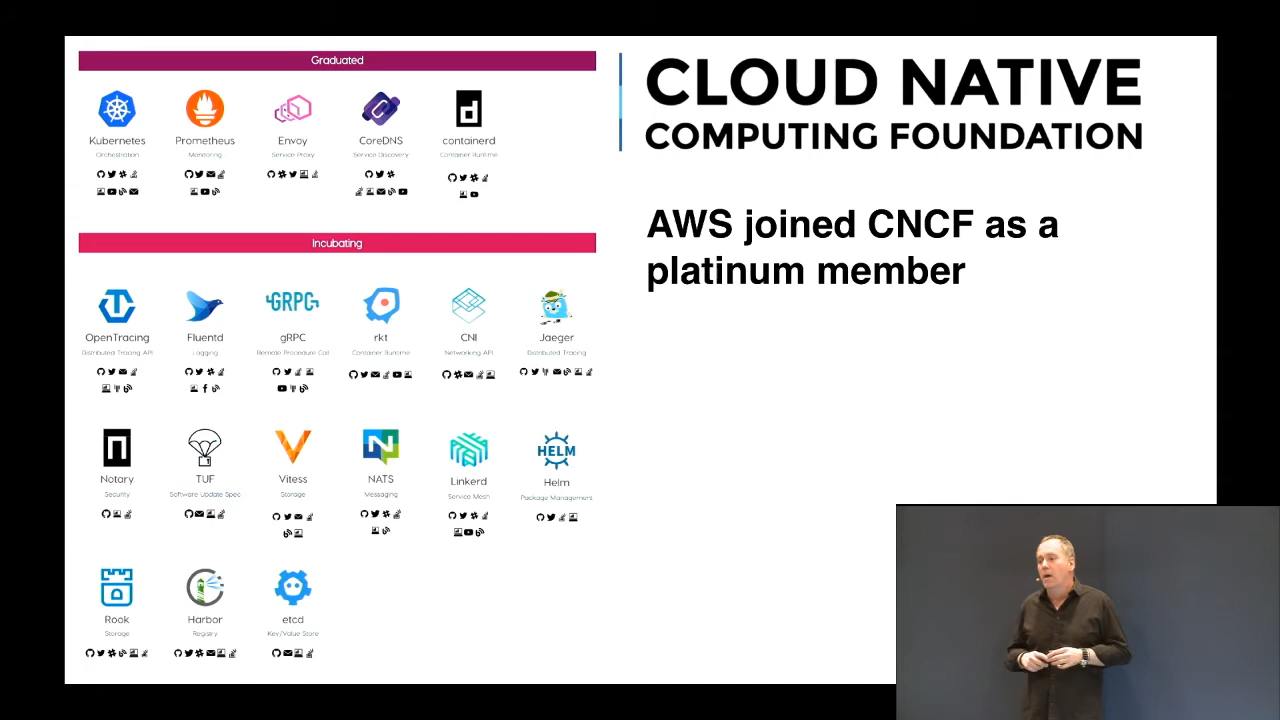 Graduated
Kubernetes
Orchestration
Prometheus
Monitoring
Envoy
Service Proxy
CoreDNS
Service Discovery
d
containerd
Container Runtime
Incubating
OpenTracing
Distributed Tracing API
Fluentd
Logging
GRPC
gRPC
Remote Procedure Call
rkt
Container Runtime
CNI
Networking API
Jaeger
Distributed Tracing
n
Notary
Security
TUF
Software Update Spec
Vitess
Storage
N
NATS
Messaging
Linkerd
Service Mesh
HELM
Helm
Package Management
Rook
Storage
Harbor
Registry
etcd
Key/Value Store
CLOUD NATIVE
COMPUTING FOUNDATION
AWS joined CNCF as a
platinum member